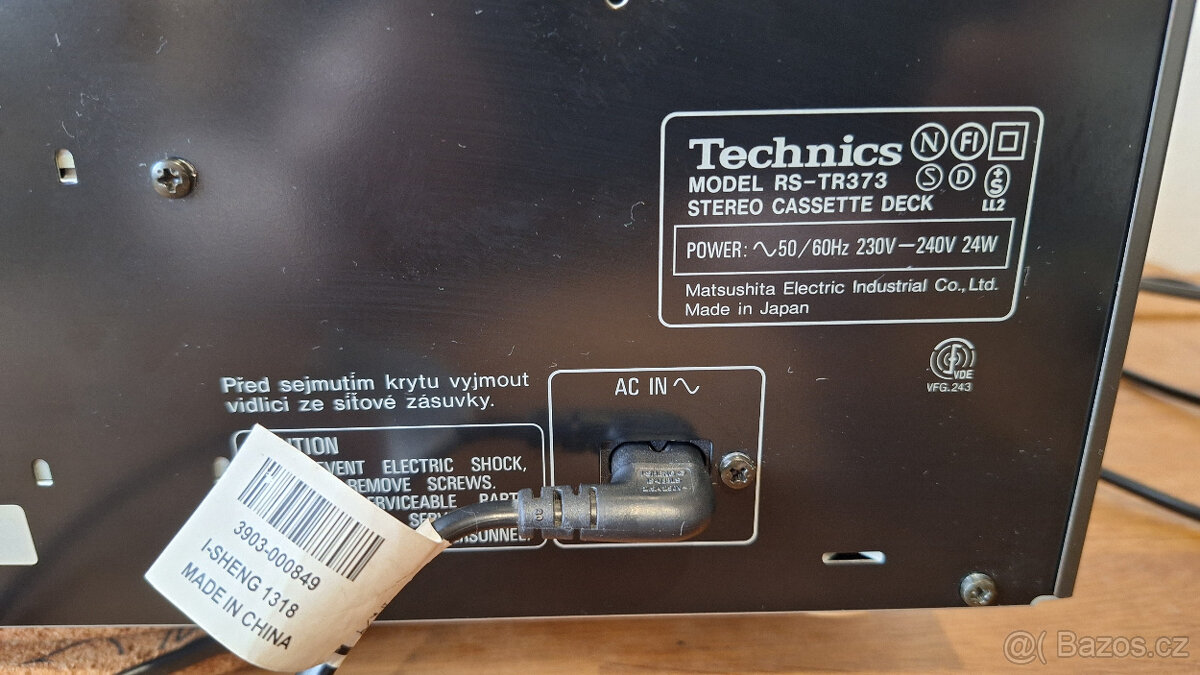 Technics N FI
MODEL RS-TR373 S D +S
STEREO CASSETTE DECK LL2
POWER: ∿50/60Hz 230V—240V 24W
Matsushita Electric Industrial Co., Ltd.
Made in Japan
VDE
VFG.243
Před sejmutím krytu vyjmout
vidlici ze síťové zásuvky.
AC IN ∿
ELECTRIC SHOCK,
REMOVE SCREWS.
3903-000849
I-SHENG 1318
MADE IN CHINA
@( Bazos.cz